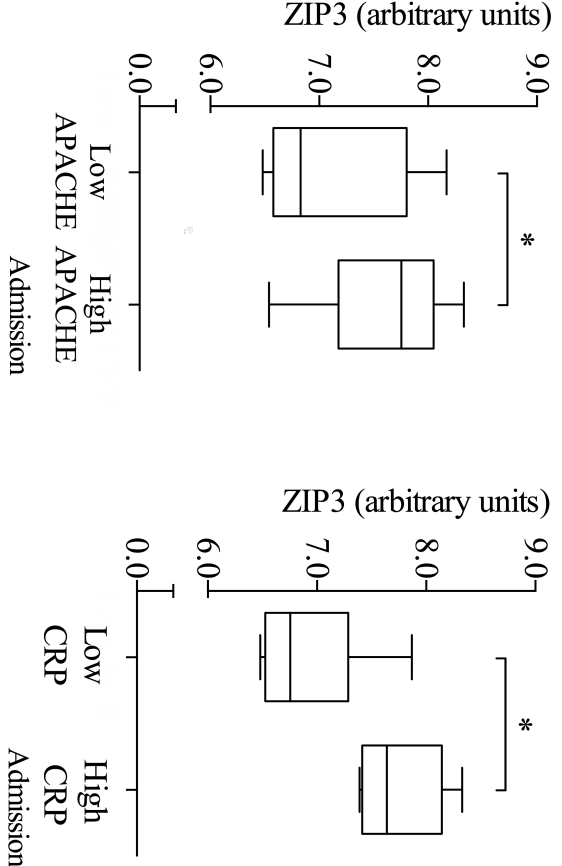 ZIP3 (arbitrary units)
9.0
8.0
7.0
6.0
0.0
*
Low
APACHE
High
APACHE
Admission
ZIP3 (arbitrary units)
9.0
8.0
7.0
6.0
0.0
*
Low
CRP
High
CRP
Admission